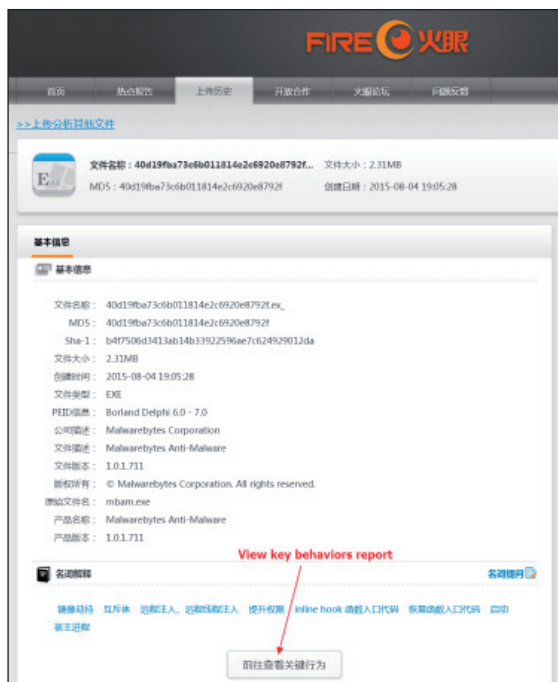 FIRE 火眼
首页 热点报告 上传历史 开放合作 火眼论坛 问题反馈
>>上传分析其他文件
文件名称：40d19fba73c6b011814e2c6920e8792f... 文件大小：2.31MB
MD5：40d19fba73c6b011814e2c6920e8792f 创建日期：2015-08-04 19:05:28
基本信息
基本信息
文件名称： 40d19fba73c6b011814e2c6920e8792f.ex_
MD5： 40d19fba73c6b011814e2c6920e8792f
Sha-1： b4f7506d3413ab14b33922596ae7c624929012da
文件大小： 2.31MB
创建时间： 2015-08-04 19:05:28
文件类型： EXE
PEID信息： Borland Delphi 6.0 - 7.0
公司描述： Malwarebytes Corporation
文件描述： Malwarebytes Anti-Malware
文件版本： 1.0.1.711
版权所有： © Malwarebytes Corporation. All rights reserved.
原始文件名： mbam.exe
产品名称： Malwarebytes Anti-Malware
产品版本： 1.0.1.711
View key behaviors report
名词解释 名词提问
镜像劫持 互斥体 远程注入、远程线程注入 提升权限 inline hook 函数入口代码 恢复函数入口代码 启动
宿主进程
前往查看关键行为